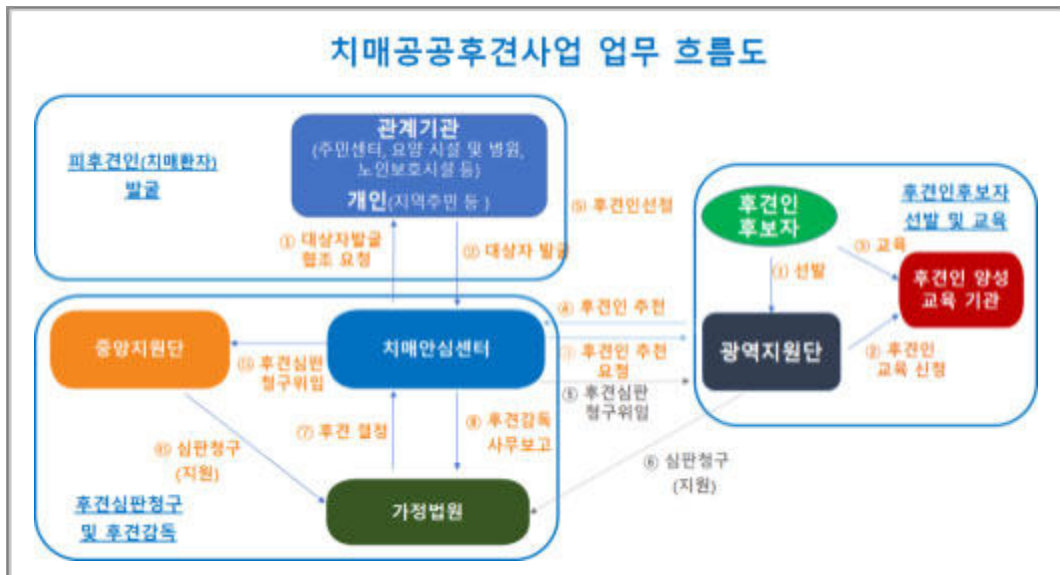 치매공공후견사업 업무 흐름도
피후견인(치매환자)
발굴
관계기관
(주민센터, 요양 시설 및 병원,
노인보호시설 등)
개인(지역주민 등 )
⑤ 후견인선정
① 대상자발굴
협조 요청
② 대상자 발굴
후견인후보자
선발 및 교육
후견인
후보자
① 선발
③ 교육
후견인 양성
교육 기관
광역지원단
② 후견인
교육 신청
④ 후견인 추천
후견인 추천
요청
⑤ 후견심판
청구위임
중앙지원단
치매안심센터
후견심판
청구위임
⑦ 후견 결정
⑧ 후견감독
사무보고
심판청구
(지원)
⑥ 심판청구
(지원)
가정법원
후견심판청구
및 후견감독